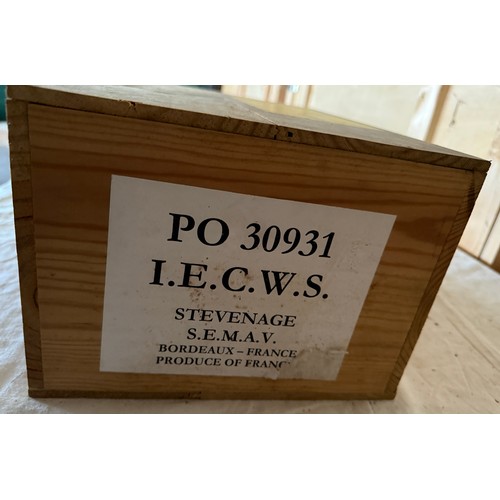 PO 30931
I.E.C.W.S.
STEVENAGE
S.E.M.A.V.
BORDEAUX – FRANCE
PRODUCE OF FRANC